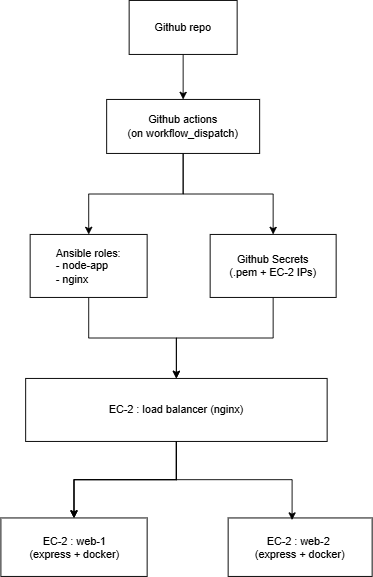 Github repo
Github actions
(on workflow_dispatch)
Ansible roles:
- node-app
- nginx
Github Secrets
(.pem + EC-2 IPs)
EC-2 : load balancer (nginx)
EC-2 : web-1
(express + docker)
EC-2 : web-2
(express + docker)